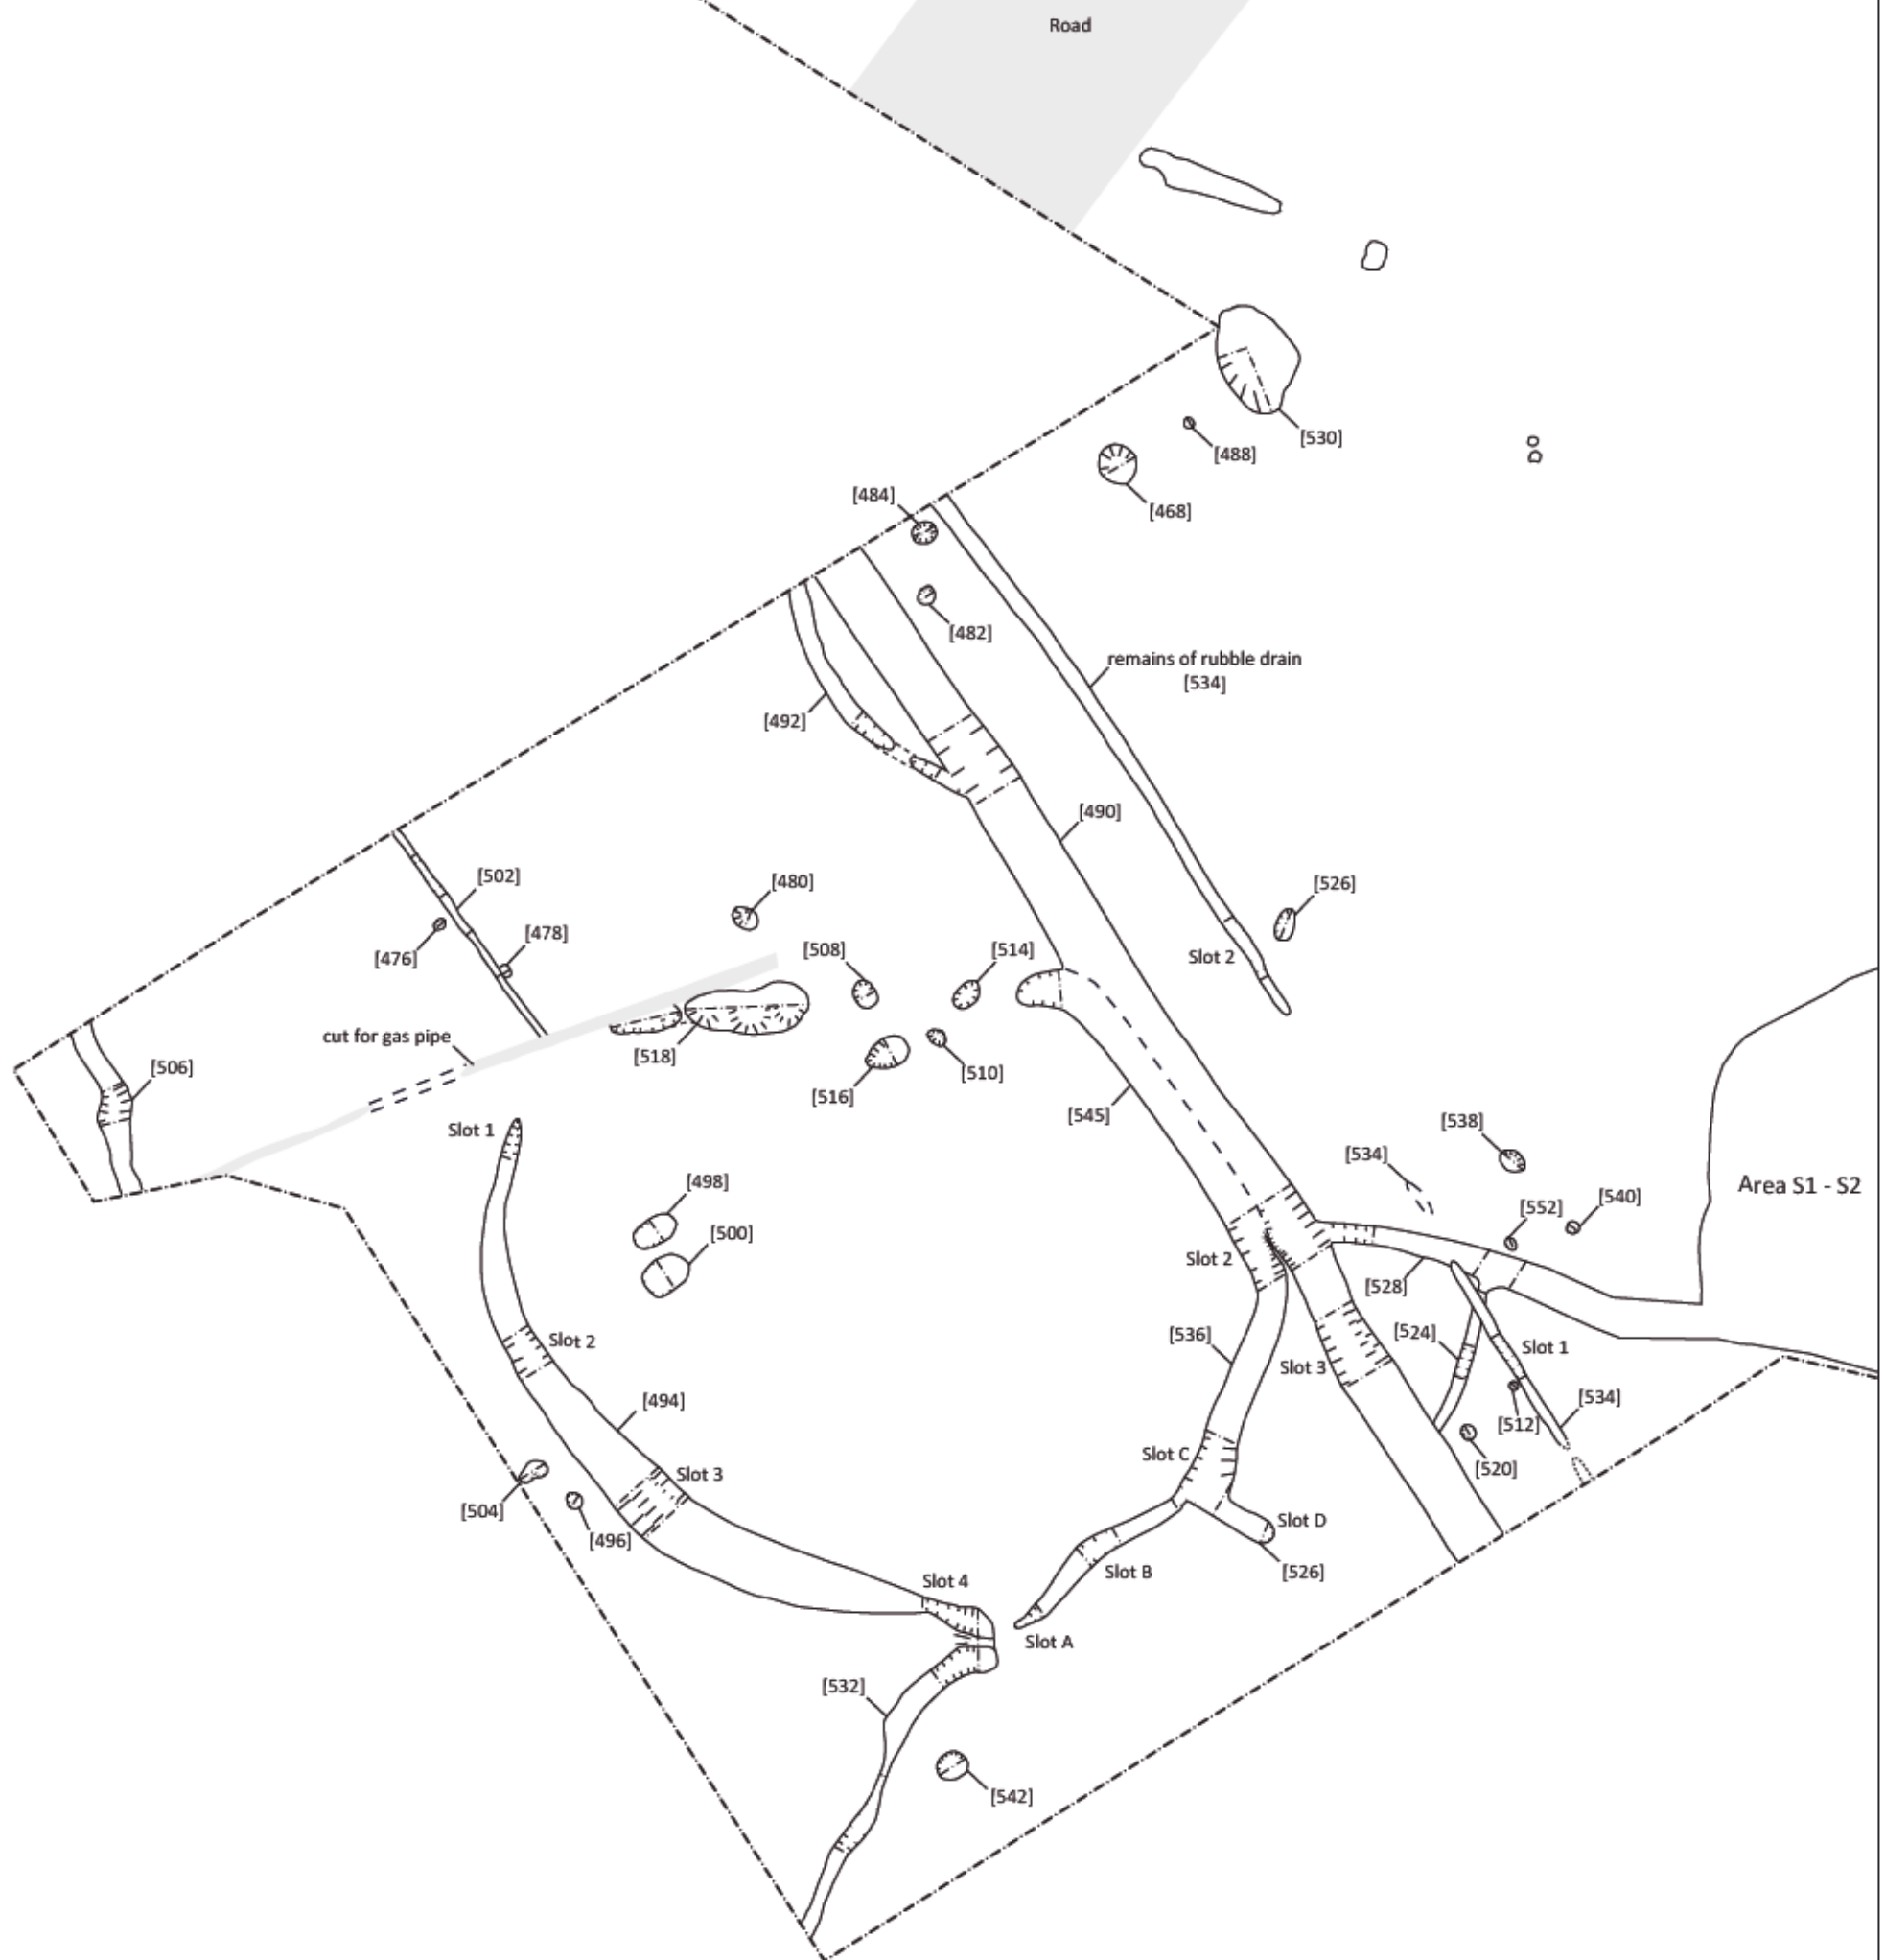 Road
[530]
[488]
[484]
[468]
[482]
remains of rubble drain
[534]
[492]
[490]
[502]
[480]
[526]
[478]
[476]
[508]
[514]
Slot 2
cut for gas pipe
[518]
[506]
[510]
[516]
[545]
Slot 1
[538]
[534]
[498]
Area S1 - S2
[552]
[540]
[500]
Slot 2
[528]
[536]
[524]
Slot 2
Slot 1
Slot 3
[494]
[534]
[512]
Slot C
[520]
Slot 3
[504]
Slot D
[496]
Slot B
[526]
Slot 4
Slot A
[532]
[542]